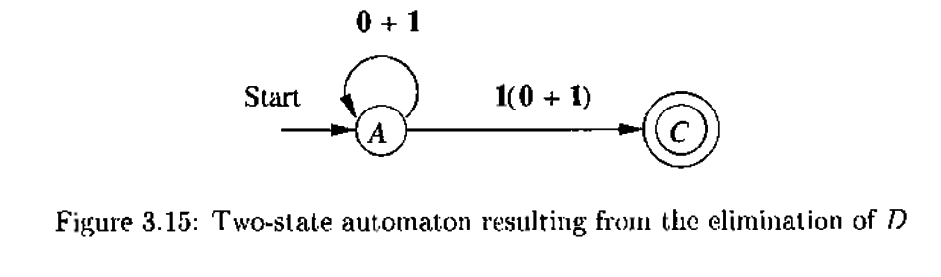 0 + 1
Start
1(0 + 1)
A
C
Figure 3.15: Two-state automaton resulting from the elimination of D